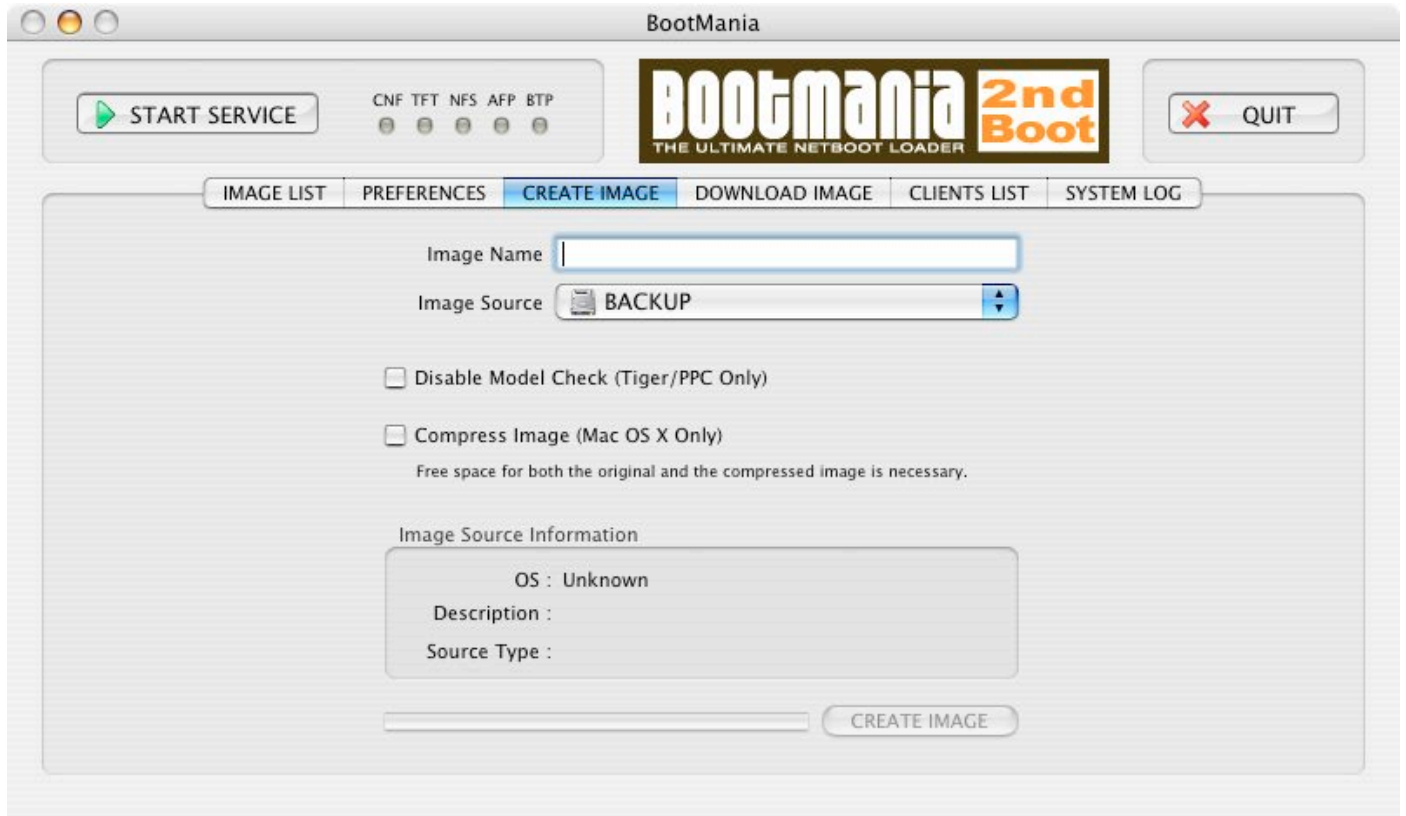 BootMania
START SERVICE
CNF TFT NFS AFP BTP
BOOTMANIA
THE ULTIMATE NETBOOT LOADER
2nd
Boot
QUIT
IMAGE LIST PREFERENCES CREATE IMAGE DOWNLOAD IMAGE CLIENTS LIST SYSTEM LOG
Image Name
Image Source BACKUP
Disable Model Check (Tiger/PPC Only)
Compress Image (Mac OS X Only)
Free space for both the original and the compressed image is necessary.
Image Source Information
OS : Unknown
Description :
Source Type :
CREATE IMAGE